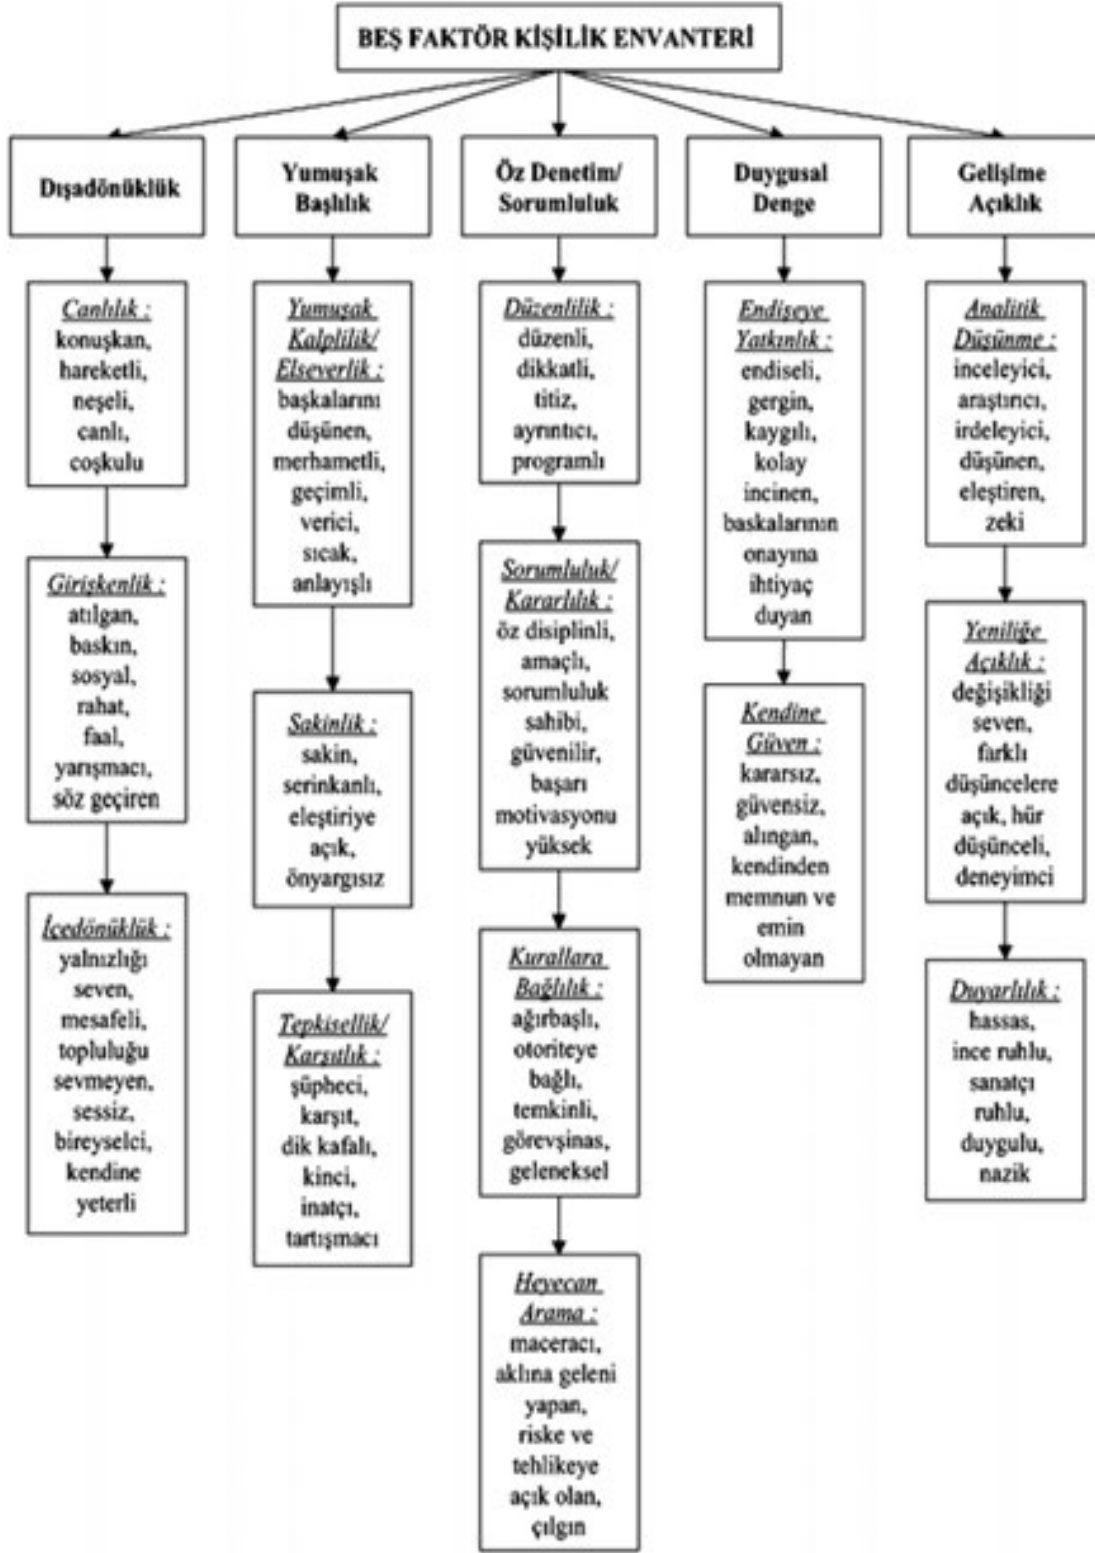 BEŞ FAKTÖR KİŞİLİK ENVANTERİ
Dışadönüklük
Canlılık :
konuşkan,
hareketli,
neşeli,
canlı,
coşkulu
Girişkenlik :
atılgan,
baskın,
sosyal,
rahat,
faal,
yarışmacı,
söz geçiren
İçedönüklük :
yalnızlığı
seven,
mesafeli,
topluluğu
sevmeyen,
sessiz,
bireyselci,
kendine
yeterli
Yumuşak
Başlılık
Yumuşak
Kalplilik/
Elseverlik :
başkalarını
düşünen,
merhametli,
geçimli,
verici,
sıcak,
anlayışlı
Sakinlik :
sakin,
serinkanlı,
eleştiriye
açık,
önyargısız
Tepkisellik/
Karşıtlık :
şüpheci,
karşıt,
dik kafalı,
kinci,
inatçı,
tartışmacı
Öz Denetim/
Sorumluluk
Düzenlilik :
düzenli,
dikkatli,
titiz,
ayrıntıcı,
programlı
Sorumluluk/
Kararlılık :
öz disiplinli,
amaçlı,
sorumluluk
sahibi,
güvenilir,
başarı
motivasyonu
yüksek
Kurallara
Bağlılık :
ağırbaşlı,
otoriteye
bağlı,
temkinli,
görevşinas,
geleneksel
Heyecan
Arama :
maceracı,
aklına geleni
yapan,
riske ve
tehlikeye
açık olan,
çılgın
Duygusal
Denge
Endişeye
Yatkınlık :
endiseli,
gergin,
kaygılı,
kolay
incinen,
baskalarının
onayına
ihtiyaç
duyan
Kendine
Güven :
kararsız,
güvensiz,
alıngan,
kendinden
memnun ve
emin
olmayan
Gelişime
Açıklık
Analitik
Düşünme :
inceleyici,
araştırıcı,
irdeleyici,
düşünen,
eleştiren,
zeki
Yeniliğe
Açıklık :
değişikliği
seven,
farklı
düşüncelere
açık, hür
düşünceli,
deneyimci
Duyarlılık :
hassas,
ince ruhlu,
sanatçı
ruhlu,
duygulu,
nazik